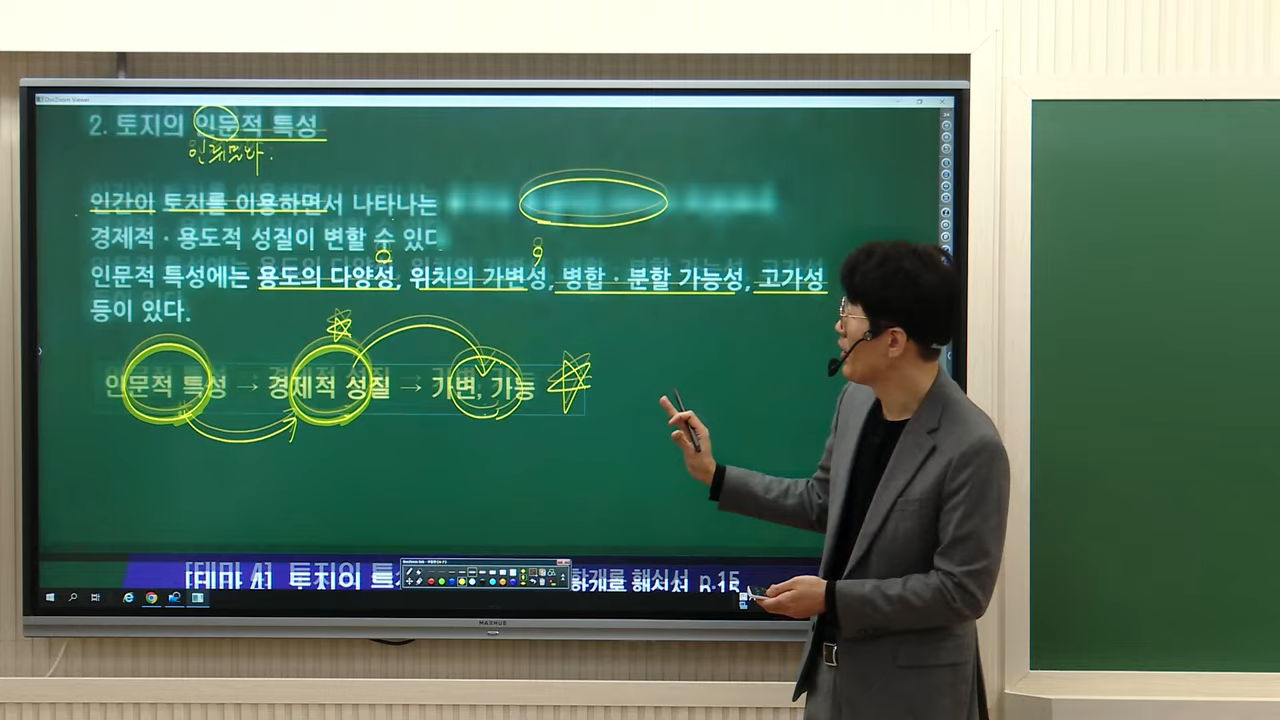 DocZoom Viewer
2. 토지의 인문적 특성
인간이 토지를 이용하면서 나타나는
경제적 · 용도적 성질이 변할 수 있다
인문적 특성에는 용도의 다양성, 위치의 가변성, 병합 · 분할 가능성, 고가성
등이 있다.
인문적 특성 → 경제적 성질 → 가변, 가능
[테마 4] 토지의 특
p.15
MAXHUB